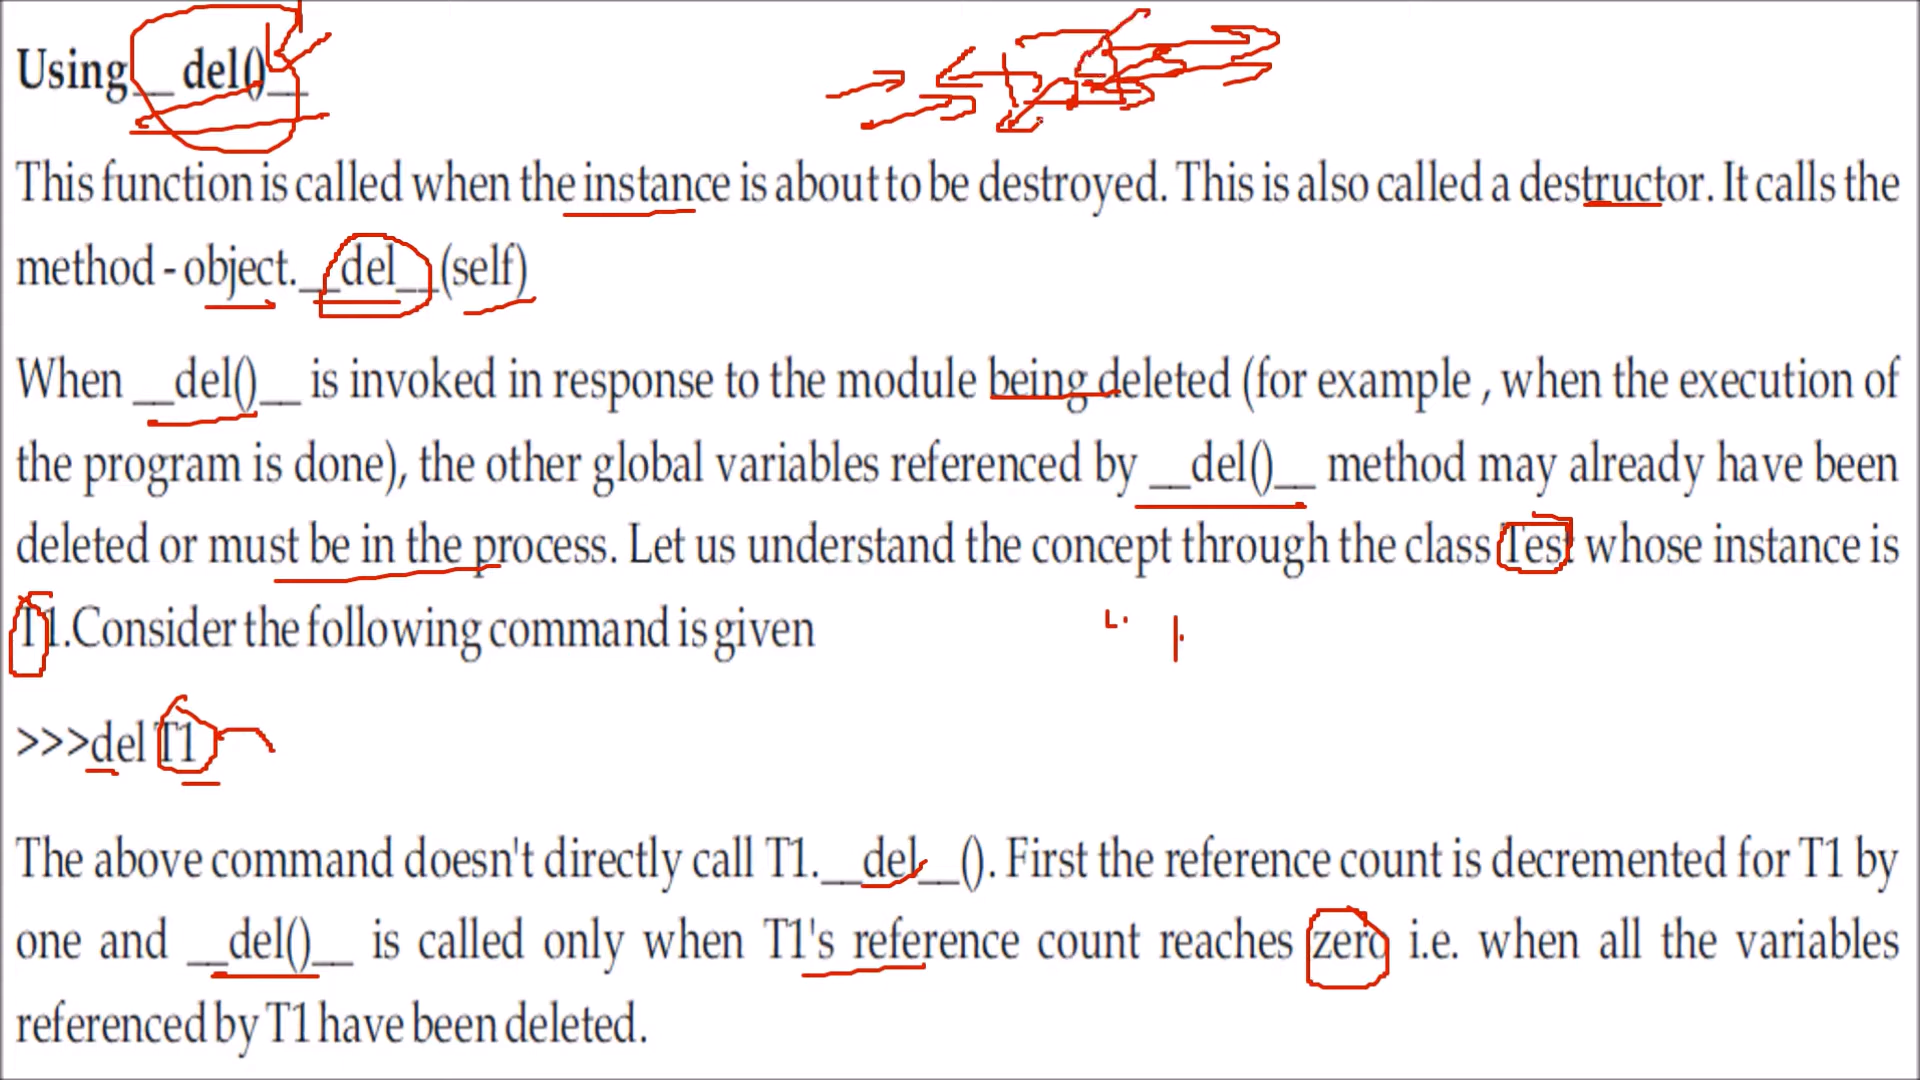 Using __ del()__
This function is called when the instance is about to be destroyed. This is also called a destructor. It calls the
method - object.__del__(self)
When __del()__ is invoked in response to the module being deleted (for example , when the execution of
the program is done), the other global variables referenced by __del()__ method may already have been
deleted or must be in the process. Let us understand the concept through the class Test whose instance is
T1.Consider the following command is given
>>>del T1
The above command doesn't directly call T1.__del__(). First the reference count is decremented for T1 by
one and __del()__ is called only when T1's reference count reaches zero i.e. when all the variables
referenced by T1 have been deleted.